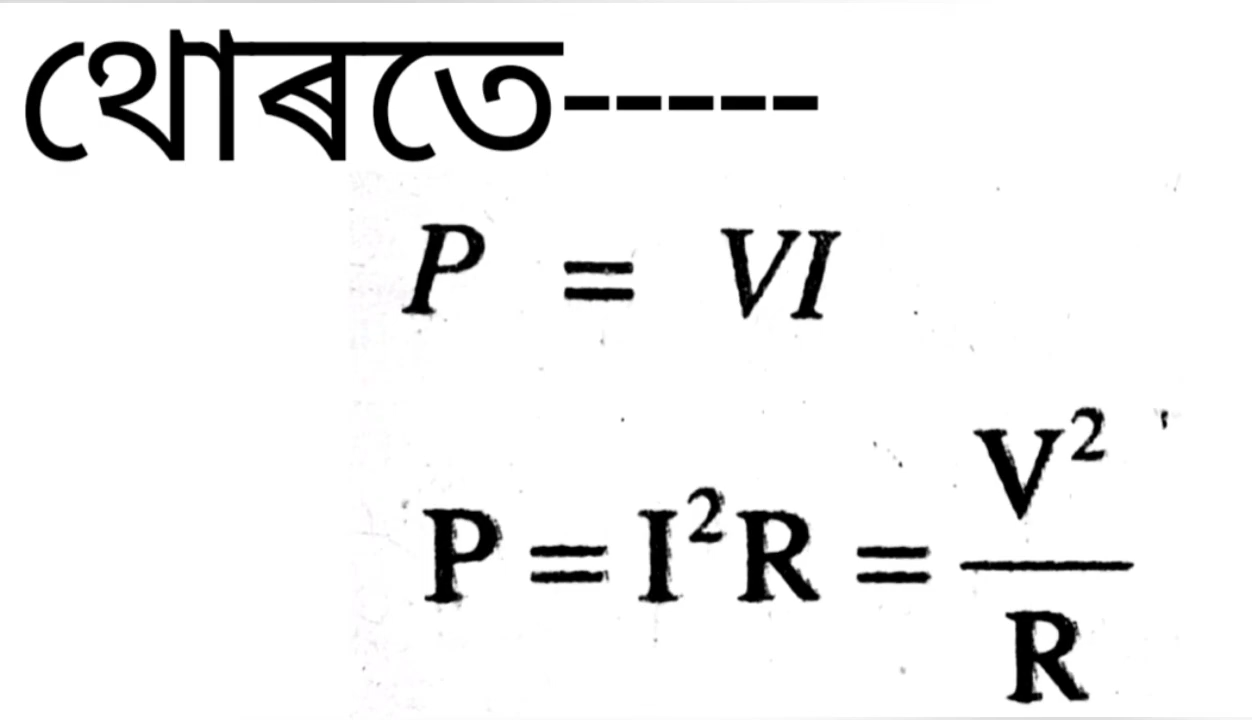 থোৰতে-----
P = VI
P = I²R = V²/R